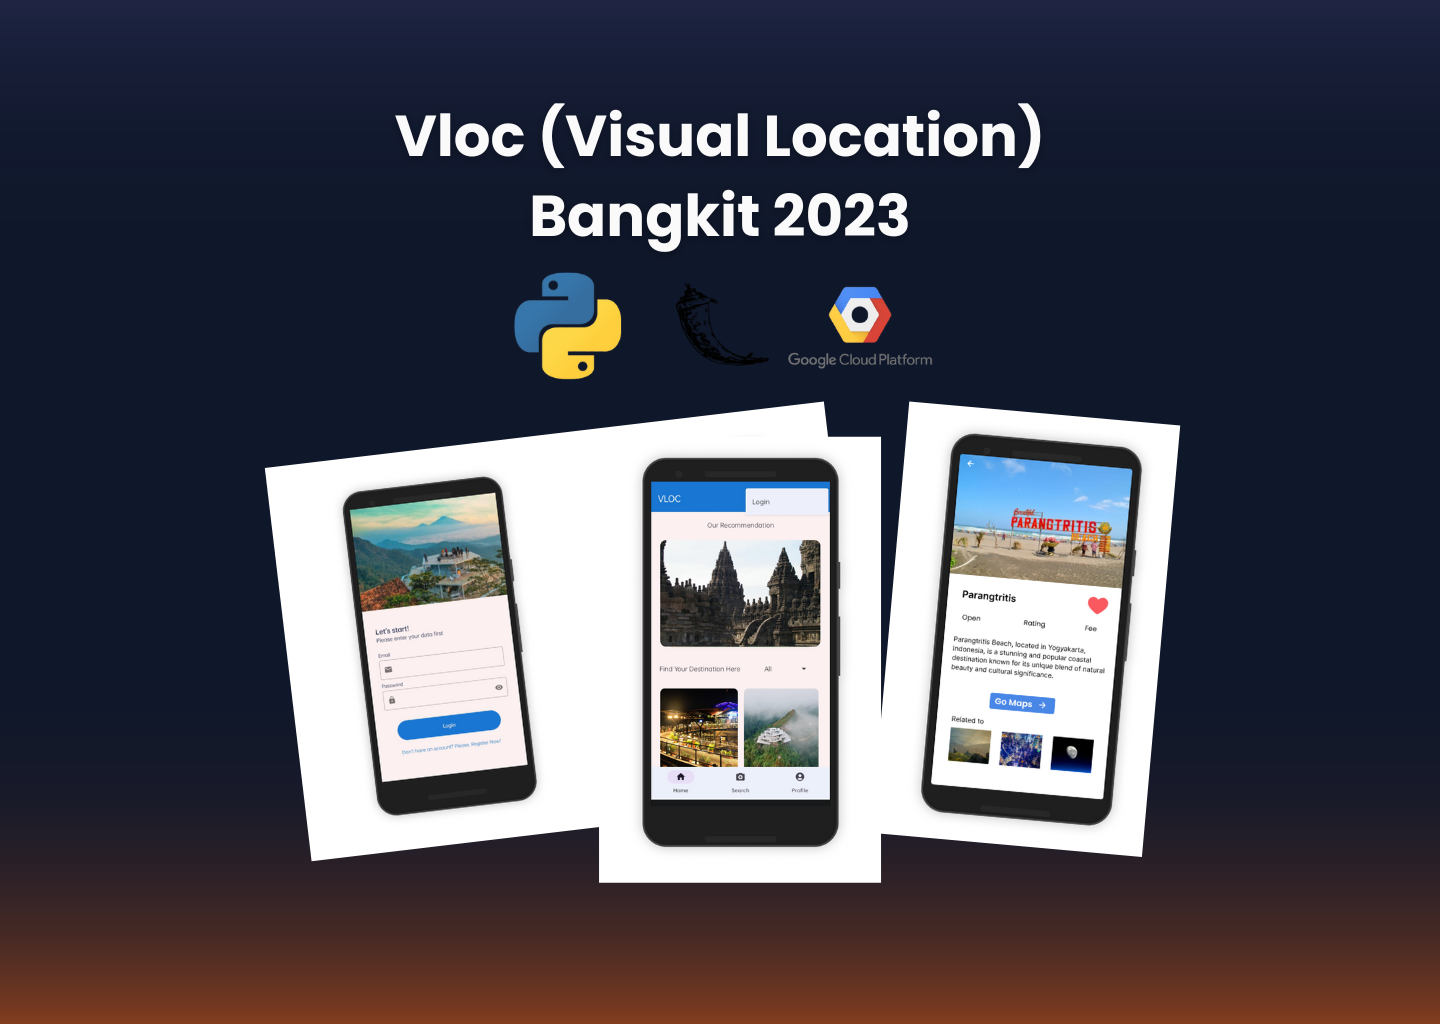 Vloc (Visual Location)
Bangkit 2023
Google Cloud Platform
Let's start!
Please enter your data first
Email
Password
Login
Don't have an account? Please, Register Now!
VLOC
Login
Our Recommendation
Find Your Destination Here
All
Home
Search
Profile
PARANGTRITIS
Parangtritis
Open
Rating
Fee
Parangtritis Beach, located in Yogyakarta,
Indonesia, is a stunning and popular coastal
destination known for its unique blend of natural
beauty and cultural significance.
Go Maps
Related to